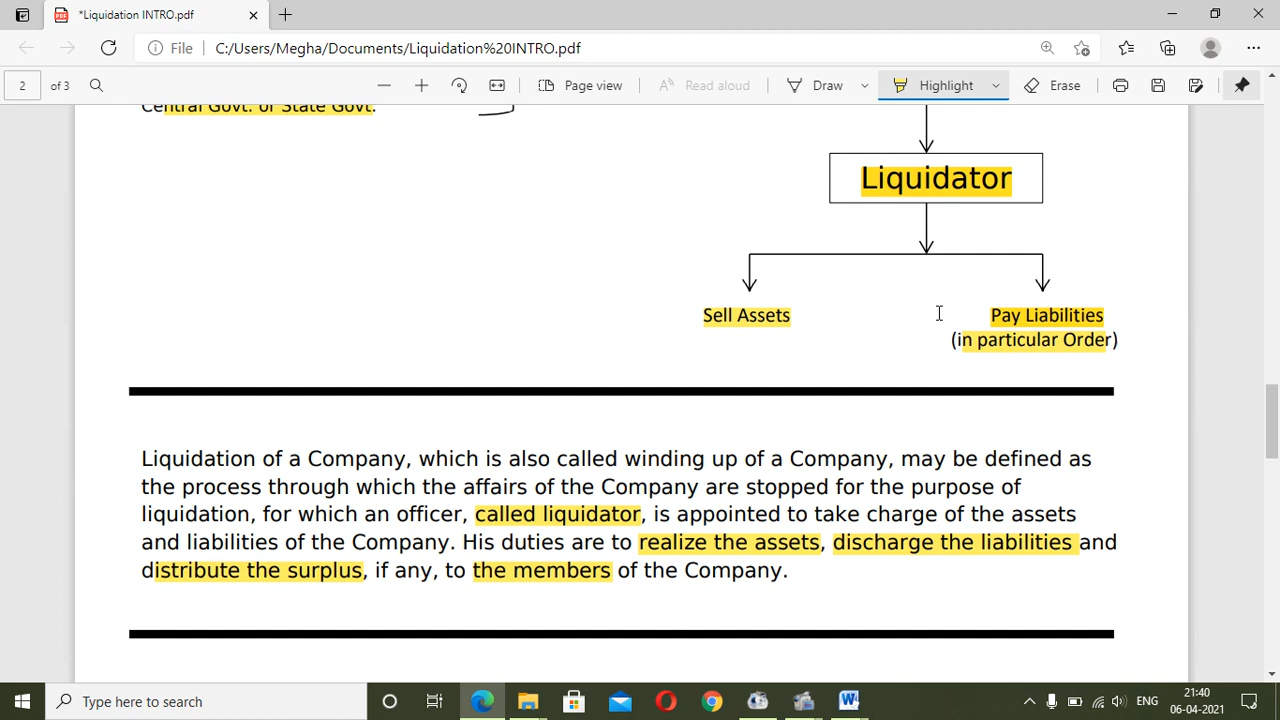 *Liquidation INTRO.pdf
File C:/Users/Megha/Documents/Liquidation%20INTRO.pdf
2 of 3 Page view Read aloud Draw Highlight Erase
Central Govt. or State Govt.
Liquidator
Sell Assets Pay Liabilities
(in particular Order)
Liquidation of a Company, which is also called winding up of a Company, may be defined as
the process through which the affairs of the Company are stopped for the purpose of
liquidation, for which an officer, called liquidator, is appointed to take charge of the assets
and liabilities of the Company. His duties are to realize the assets, discharge the liabilities and
distribute the surplus, if any, to the members of the Company.
Type here to search ENG 21:40
06-04-2021